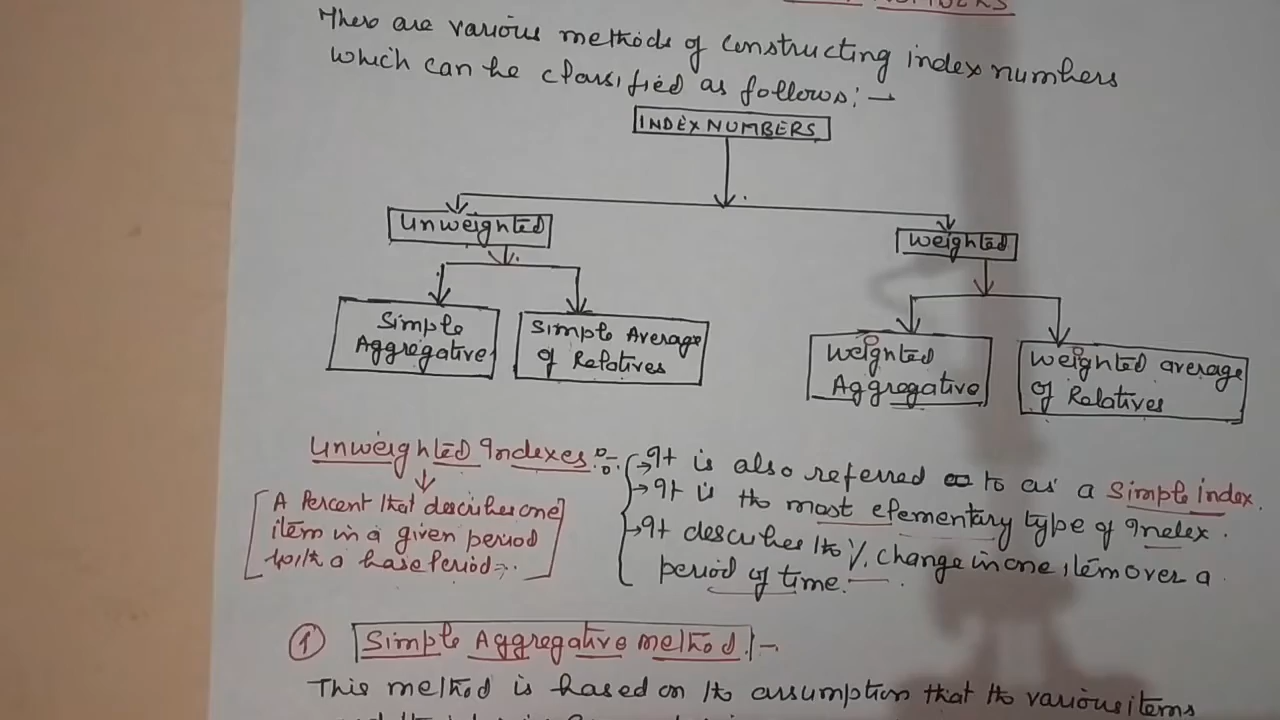 NUMBERS
There are various methods of constructing index numbers
which can be classified as follows:-
INDEX NUMBERS
Unweighted
Weighted
Simple
Aggregative
Simple Average
of Relatives
Weighted
Aggregative
Weighted average
of Relatives
Unweighted Indexes:-
→ It is also referred to as a Simple index.
→ It is the most elementary type of Index.
→ It describes the % change in one item over a
period of time.
[A Percent that describes one
item in a given period
with a base Period.]
① Simple Aggregative method:-
This method is based on the assumption that the various items